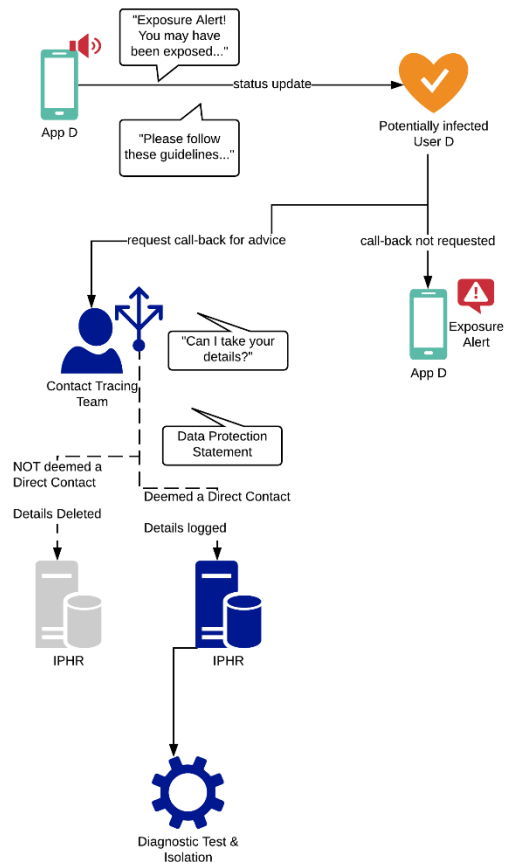 "Exposure Alert!
You may have
been exposed..."
status update
App D
"Please follow
these guidelines..."
Potentially infected
User D
request call-back for advice
call-back not requested
"Can I take your
details?"
Exposure
Alert
App D
Contact Tracing
Team
Data Protection
Statement
NOT deemed a
Direct Contact
Details Deleted
Deemed a Direct Contact
Details logged
IPHR
IPHR
Diagnostic Test &
Isolation